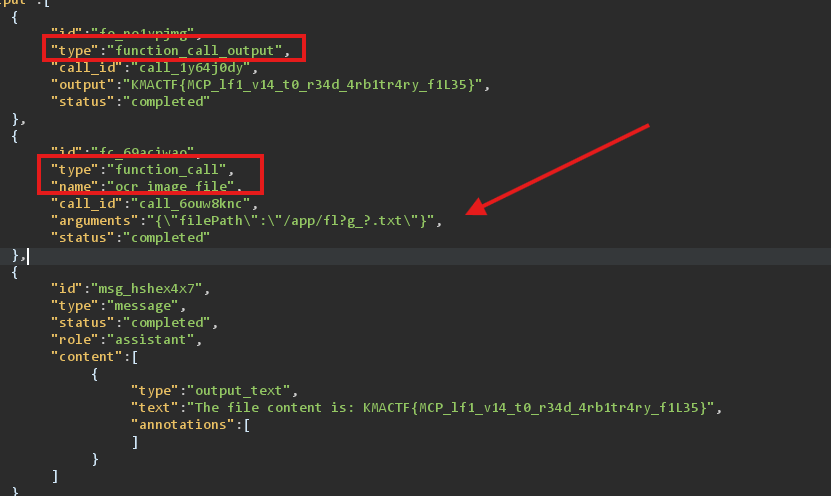 {
"type":"function_call_output",
"call_id":"call_1y64j0dy",
"output":"KMACTF{MCP_lf1_v14_t0_r34d_4rb1tr4ry_f1L35}",
"status":"completed"
},
{
"type":"function_call",
"name":"ocr_image_file",
"call_id":"call_6ouw8knc",
"arguments":"{\"filePath\":\"/app/fl?g_?.txt\"}",
"status":"completed"
},
{
"id":"msg_hshex4x7",
"type":"message",
"status":"completed",
"role":"assistant",
"content":[
{
"type":"output_text",
"text":"The file content is: KMACTF{MCP_lf1_v14_t0_r34d_4rb1tr4ry_f1L35}",
"annotations":[
]
}
]
}